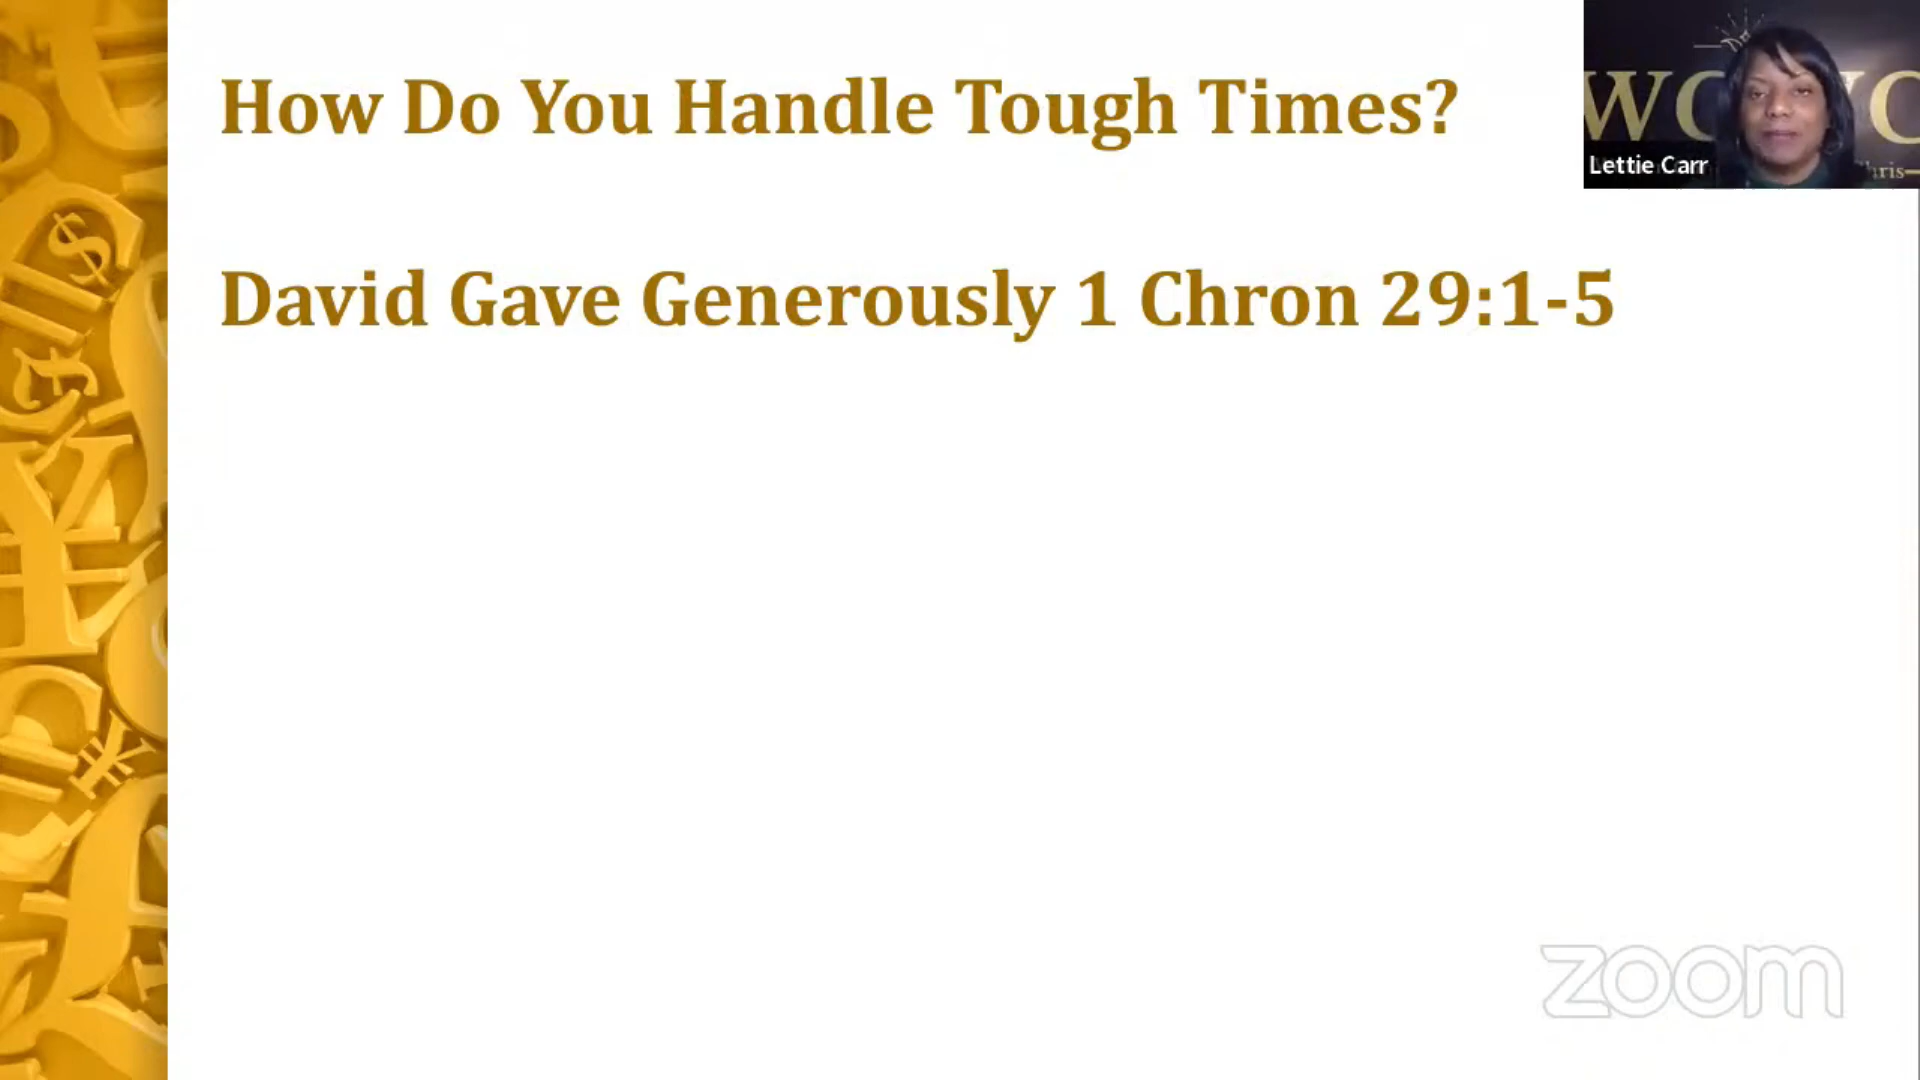 How Do You Handle Tough Times?
David Gave Generously 1 Chron 29:1-5
Lettie Carr
zoom